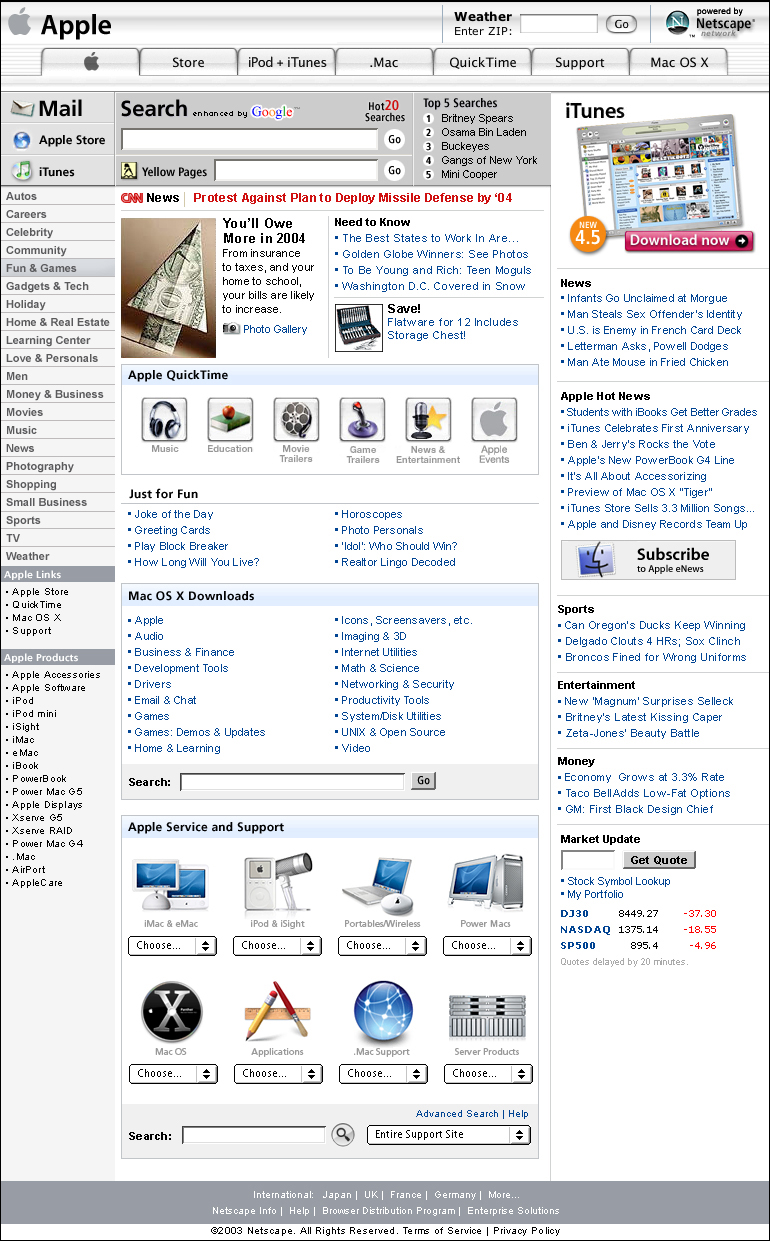 Apple
Weather
Enter ZIP:
Go
powered by
Netscape®
network
™
Store
iPod + iTunes
.Mac
QuickTime
Support
Mac OS X
Mail
Apple Store
iTunes
Search enhanced by Google™
Hot20
Searches
Go
Yellow Pages
Go
Top 5 Searches
1 Britney Spears
2 Osama Bin Laden
3 Buckeyes
4 Gangs of New York
5 Mini Cooper
Autos
Careers
Celebrity
Community
Fun & Games
Gadgets & Tech
Holiday
Home & Real Estate
Learning Center
Love & Personals
Men
Money & Business
Movies
Music
News
Photography
Shopping
Small Business
Sports
TV
Weather
Apple Links
• Apple Store
• QuickTime
• Mac OS X
• Support
Apple Products
• Apple Accessories
• Apple Software
• iPod
• iPod mini
• iSight
• iMac
• eMac
• iBook
• PowerBook
• Power Mac G5
• Apple Displays
• Xserve G5
• Xserve RAID
• Power Mac G4
• .Mac
• AirPort
• AppleCare
CNN News | Protest Against Plan to Deploy Missile Defense by ‘04
You’ll Owe
More in 2004
From insurance
to taxes, and your
home to school,
your bills are likely
to increase.
Photo Gallery
Need to Know
• The Best States to Work In Are...
• Golden Globe Winners: See Photos
• To Be Young and Rich: Teen Moguls
• Washington D.C. Covered in Snow
Save!
Flatware for 12 Includes
Storage Chest!
Apple QuickTime
Music
Education
Movie
Trailers
Game
Trailers
News &
Entertainment
Apple
Events
Just for Fun
• Joke of the Day
• Greeting Cards
• Play Block Breaker
• How Long Will You Live?
• Horoscopes
• Photo Personals
• 'Idol': Who Should Win?
• Realtor Lingo Decoded
Mac OS X Downloads
• Apple
• Audio
• Business & Finance
• Development Tools
• Drivers
• Email & Chat
• Games
• Games: Demos & Updates
• Home & Learning
• Icons, Screensavers, etc.
• Imaging & 3D
• Internet Utilities
• Math & Science
• Networking & Security
• Productivity Tools
• System/Disk Utilities
• UNIX & Open Source
• Video
Search:
Go
Apple Service and Support
iMac & eMac
iPod & iSight
Portables/Wireless
Power Macs
Choose...
Choose...
Choose...
Choose...
X
Panther
Mac OS
Applications
.Mac Support
Server Products
Choose...
Choose...
Choose...
Choose...
Advanced Search | Help
Search:
Entire Support Site
iTunes
NEW
4.5
Download now
News
• Infants Go Unclaimed at Morgue
• Man Steals Sex Offender's Identity
• U.S. is Enemy in French Card Deck
• Letterman Asks, Powell Dodges
• Man Ate Mouse in Fried Chicken
Apple Hot News
• Students with iBooks Get Better Grades
• iTunes Celebrates First Anniversary
• Ben & Jerry's Rocks the Vote
• Apple's New PowerBook G4 Line
• It's All About Accessorizing
• Preview of Mac OS X "Tiger"
• iTunes Store Sells 3.3 Million Songs...
• Apple and Disney Records Team Up
Subscribe
to Apple eNews
Sports
• Can Oregon's Ducks Keep Winning
• Delgado Clouts 4 HRs; Sox Clinch
• Broncos Fined for Wrong Uniforms
Entertainment
• New 'Magnum' Surprises Selleck
• Britney's Latest Kissing Caper
• Zeta-Jones' Beauty Battle
Money
• Economy Grows at 3.3% Rate
• Taco BellAdds Low-Fat Options
• GM: First Black Design Chief
Market Update
Get Quote
• Stock Symbol Lookup
• My Portfolio
DJ30 8449.27 -37.30
NASDAQ 1375.14 -18.55
SP500 895.4 -4.96
Quotes delayed by 20 minutes.
International: Japan | UK | France | Germany | More...
Netscape Info | Help | Browser Distribution Program | Enterprise Solutions
©2003 Netscape. All Rights Reserved. Terms of Service | Privacy Policy